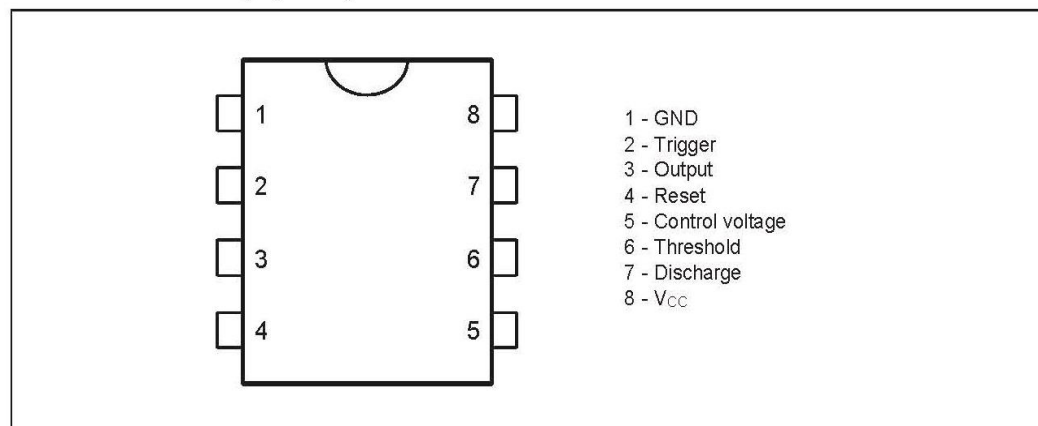 1
8
2
7
3
6
4
5
1 - GND
2 - Trigger
3 - Output
4 - Reset
5 - Control voltage
6 - Threshold
7 - Discharge
8 - VCC